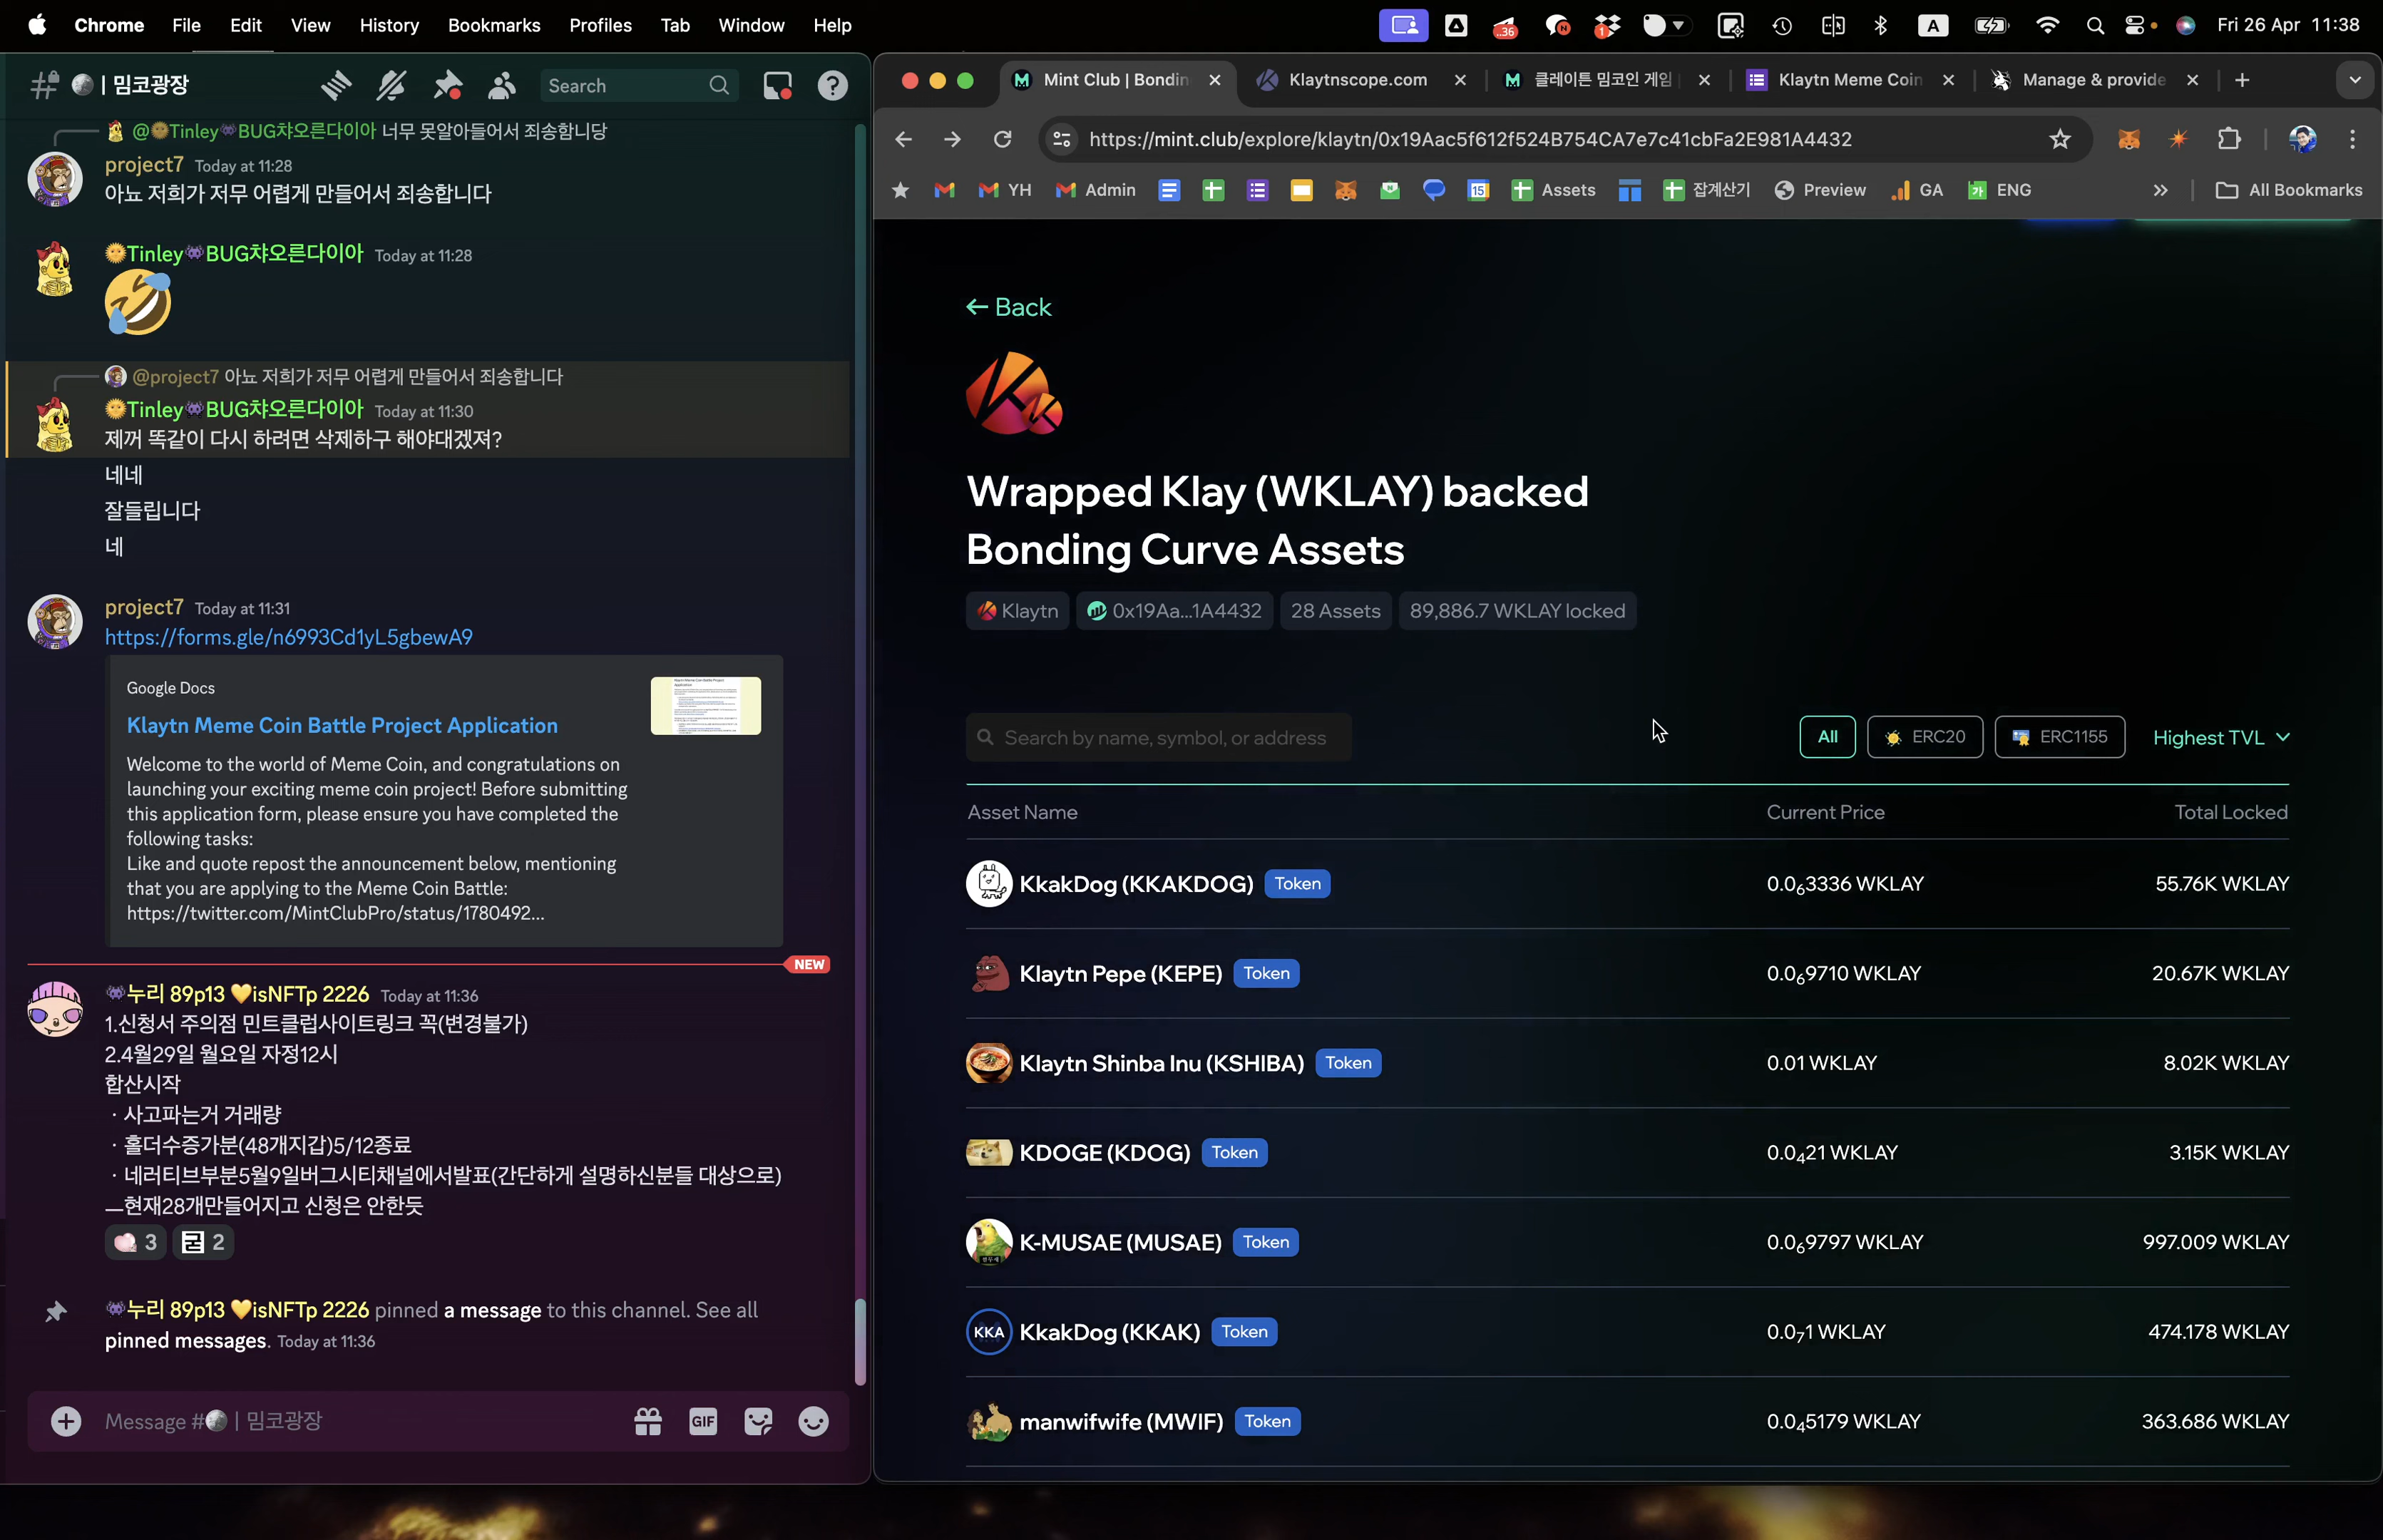 Chrome File Edit View History Bookmarks Profiles Tab Window Help
Fri 26 Apr 11:38
| 밈코광장
Search
@🌞Tinley👾BUG챠오른다이아 너무 못알아들어서 죄송함니당
project7 Today at 11:28
아뇨 저희가 저무 어렵게 만들어서 죄송합니다
🌞Tinley👾BUG챠오른다이아 Today at 11:28
@project7 아뇨 저희가 저무 어렵게 만들어서 죄송합니다
🌞Tinley👾BUG챠오른다이아 Today at 11:30
제꺼 똑같이 다시 하려면 삭제하구 해야대겠져?
네네
잘들립니다
네
project7 Today at 11:31
https://forms.gle/n6993Cd1yL5gbewA9
Google Docs
Klaytn Meme Coin Battle Project Application
Welcome to the world of Meme Coin, and congratulations on
launching your exciting meme coin project! Before submitting
this application form, please ensure you have completed the
following tasks:
Like and quote repost the announcement below, mentioning
that you are applying to the Meme Coin Battle:
https://twitter.com/MintClubPro/status/1780492...
NEW
👾누리 89p13 💛isNFTp 2226 Today at 11:36
1.신청서 주의점 민트클럽사이트링크 꼭(변경불가)
2.4월29일 월요일 자정12시
합산시작
· 사고파는거 거래량
· 홀더수증가분(48개지갑)5/12종료
· 네러티브부분5월9일버그시티채널에서발표(간단하게 설명하신분들 대상으로)
—현재28개만들어지고 신청은 안한듯
3 굳 2
👾누리 89p13 💛isNFTp 2226 pinned a message to this channel. See all
pinned messages. Today at 11:36
Message # | 밈코광장
GIF
Mint Club | Bondin
Klaytnscope.com
클레이튼 밈코인 게임
Klaytn Meme Coin
Manage & provide
https://mint.club/explore/klaytn/0x19Aac5f612f524B754CA7e7c41cbFa2E981A4432
YH Admin Assets 잡계산기 Preview GA ENG All Bookmarks
← Back
Wrapped Klay (WKLAY) backed
Bonding Curve Assets
Klaytn 0x19Aa...1A4432 28 Assets 89,886.7 WKLAY locked
Search by name, symbol, or address
All ERC20 ERC1155 Highest TVL
Asset Name Current Price Total Locked
KkakDog (KKAKDOG) Token 0.0₆3336 WKLAY 55.76K WKLAY
Klaytn Pepe (KEPE) Token 0.0₆9710 WKLAY 20.67K WKLAY
Klaytn Shinba Inu (KSHIBA) Token 0.01 WKLAY 8.02K WKLAY
KDOGE (KDOG) Token 0.0₄21 WKLAY 3.15K WKLAY
K-MUSAE (MUSAE) Token 0.0₆9797 WKLAY 997.009 WKLAY
KKA KkakDog (KKAK) Token 0.0₇1 WKLAY 474.178 WKLAY
manwifwife (MWIF) Token 0.0₄5179 WKLAY 363.686 WKLAY